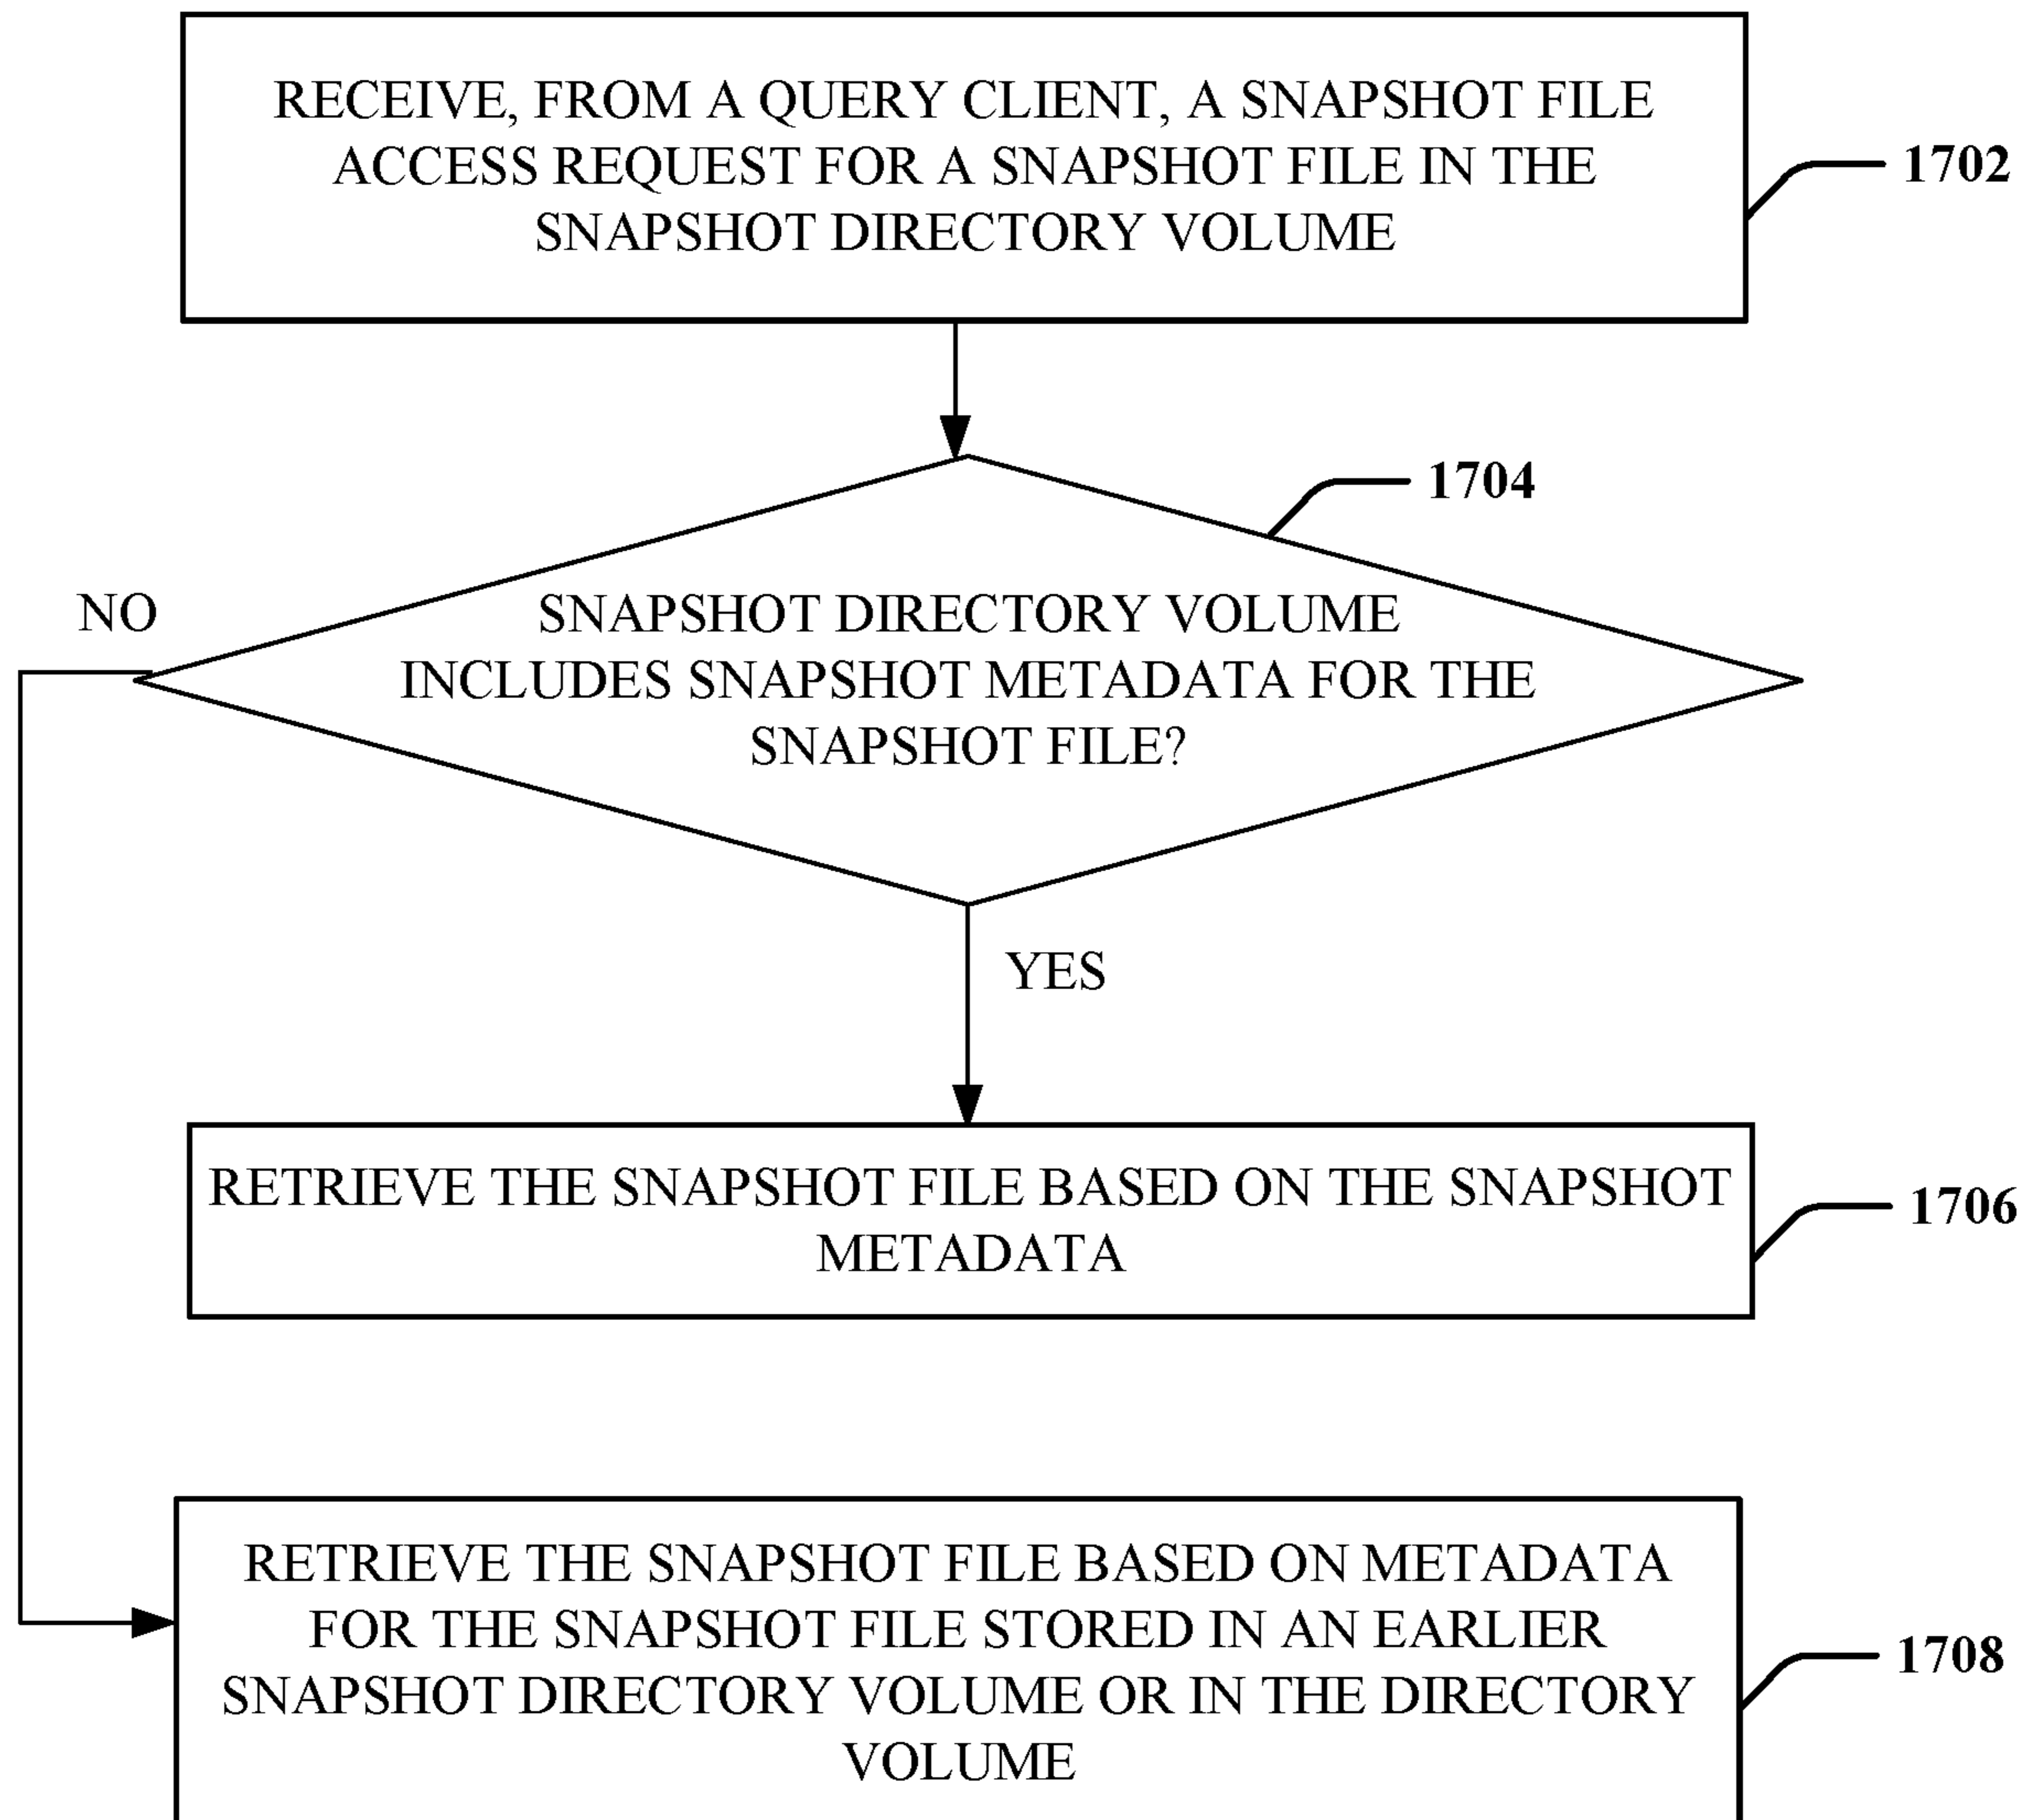 RECEIVE, FROM A QUERY CLIENT, A SNAPSHOT FILE
ACCESS REQUEST FOR A SNAPSHOT FILE IN THE
SNAPSHOT DIRECTORY VOLUME
1702
1704
SNAPSHOT DIRECTORY VOLUME
INCLUDES SNAPSHOT METADATA FOR THE
SNAPSHOT FILE?
NO
YES
RETRIEVE THE SNAPSHOT FILE BASED ON THE SNAPSHOT
METADATA
1706
RETRIEVE THE SNAPSHOT FILE BASED ON METADATA
FOR THE SNAPSHOT FILE STORED IN AN EARLIER
SNAPSHOT DIRECTORY VOLUME OR IN THE DIRECTORY
VOLUME
1708